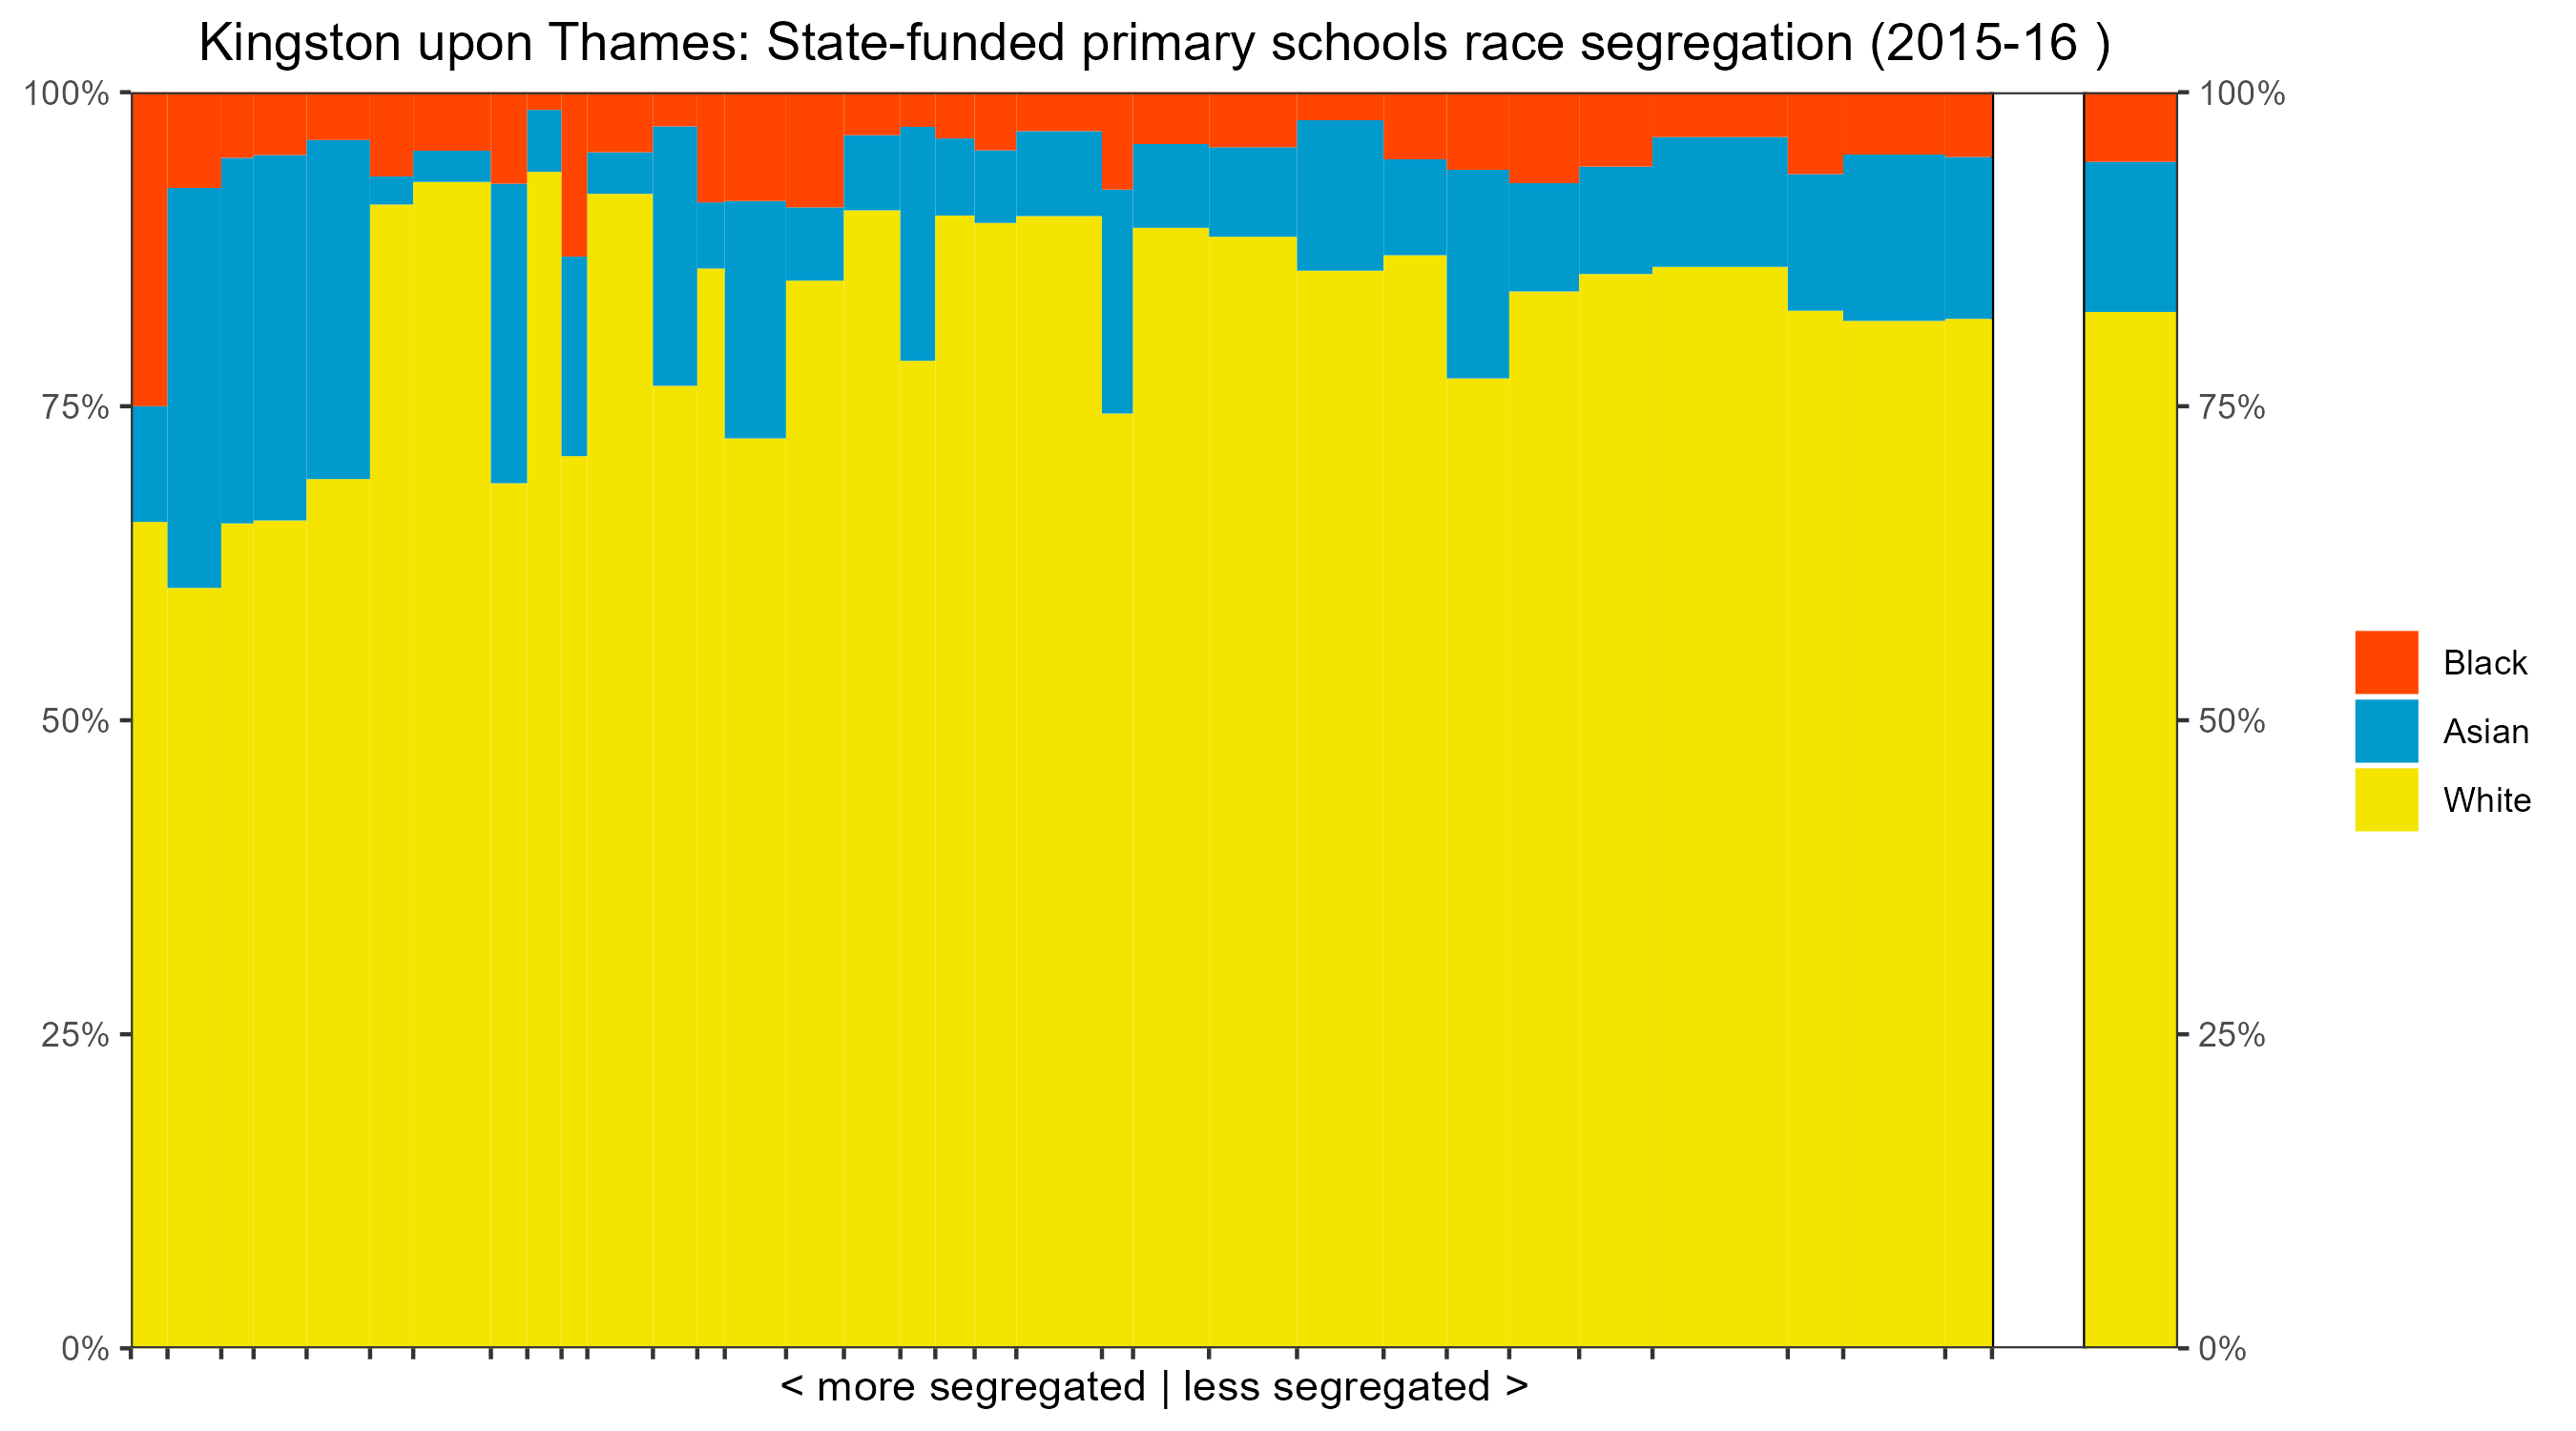 Kingston upon Thames: State-funded primary schools race segregation (2015-16 )
100%
75%
50%
25%
0%
100%
75%
50%
25%
0%
Black
Asian
White
< more segregated | less segregated >